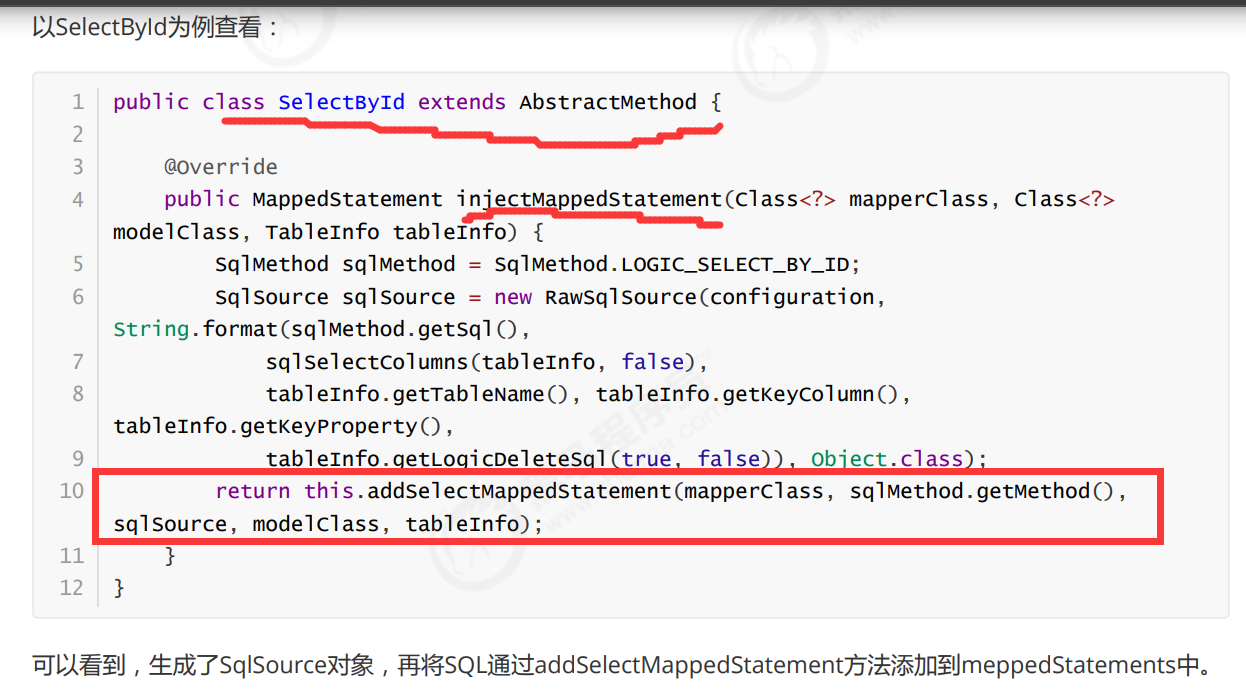 以SelectById为例查看：
1 public class SelectById extends AbstractMethod {
2
3 @Override
4 public MappedStatement injectMappedStatement(Class<?> mapperClass, Class<?>
modelClass, TableInfo tableInfo) {
5 SqlMethod sqlMethod = SqlMethod.LOGIC_SELECT_BY_ID;
6 SqlSource sqlSource = new RawSqlSource(configuration,
String.format(sqlMethod.getSql(),
7 sqlSelectColumns(tableInfo, false),
8 tableInfo.getTableName(), tableInfo.getKeyColumn(),
tableInfo.getKeyProperty(),
9 tableInfo.getLogicDeleteSql(true, false)), Object.class);
10 return this.addSelectMappedStatement(mapperClass, sqlMethod.getMethod(),
sqlSource, modelClass, tableInfo);
11 }
12 }
可以看到，生成了SqlSource对象，再将SQL通过addSelectMappedStatement方法添加到meppedStatements中。